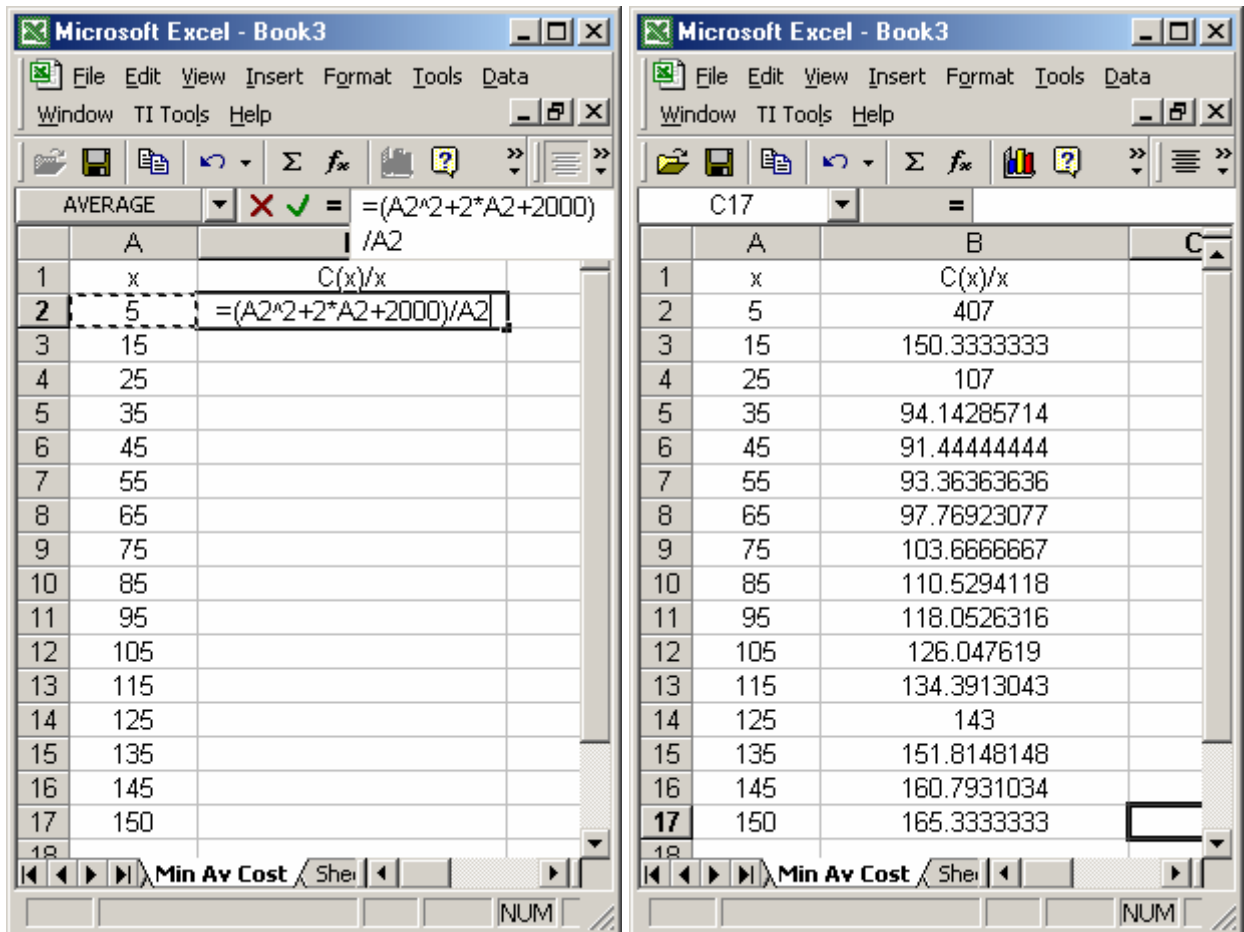 Microsoft Excel - Book3
File Edit View Insert Format Tools Data
Window TI Tools Help
AVERAGE = =(A2^2+2*A2+2000)
/A2
A
1 x C(x)/x
2 5 =(A2^2+2*A2+2000)/A2
3 15
4 25
5 35
6 45
7 55
8 65
9 75
10 85
11 95
12 105
13 115
14 125
15 135
16 145
17 150
18
Min Av Cost She
NUM
Microsoft Excel - Book3
File Edit View Insert Format Tools Data
Window TI Tools Help
C17 =
A B C
1 x C(x)/x
2 5 407
3 15 150.3333333
4 25 107
5 35 94.14285714
6 45 91.44444444
7 55 93.36363636
8 65 97.76923077
9 75 103.6666667
10 85 110.5294118
11 95 118.0526316
12 105 126.047619
13 115 134.3913043
14 125 143
15 135 151.8148148
16 145 160.7931034
17 150 165.3333333
18
Min Av Cost She
NUM